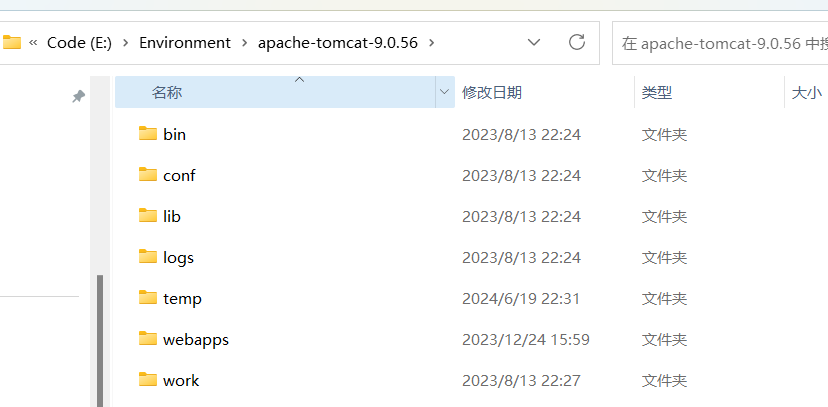 « Code (E:) > Environment > apache-tomcat-9.0.56 >
在 apache-tomcat-9.0.56 中
名称 修改日期 类型 大小
bin 2023/8/13 22:24 文件夹
conf 2023/8/13 22:24 文件夹
lib 2023/8/13 22:24 文件夹
logs 2023/8/13 22:24 文件夹
temp 2024/6/19 22:31 文件夹
webapps 2023/12/24 15:59 文件夹
work 2023/8/13 22:27 文件夹